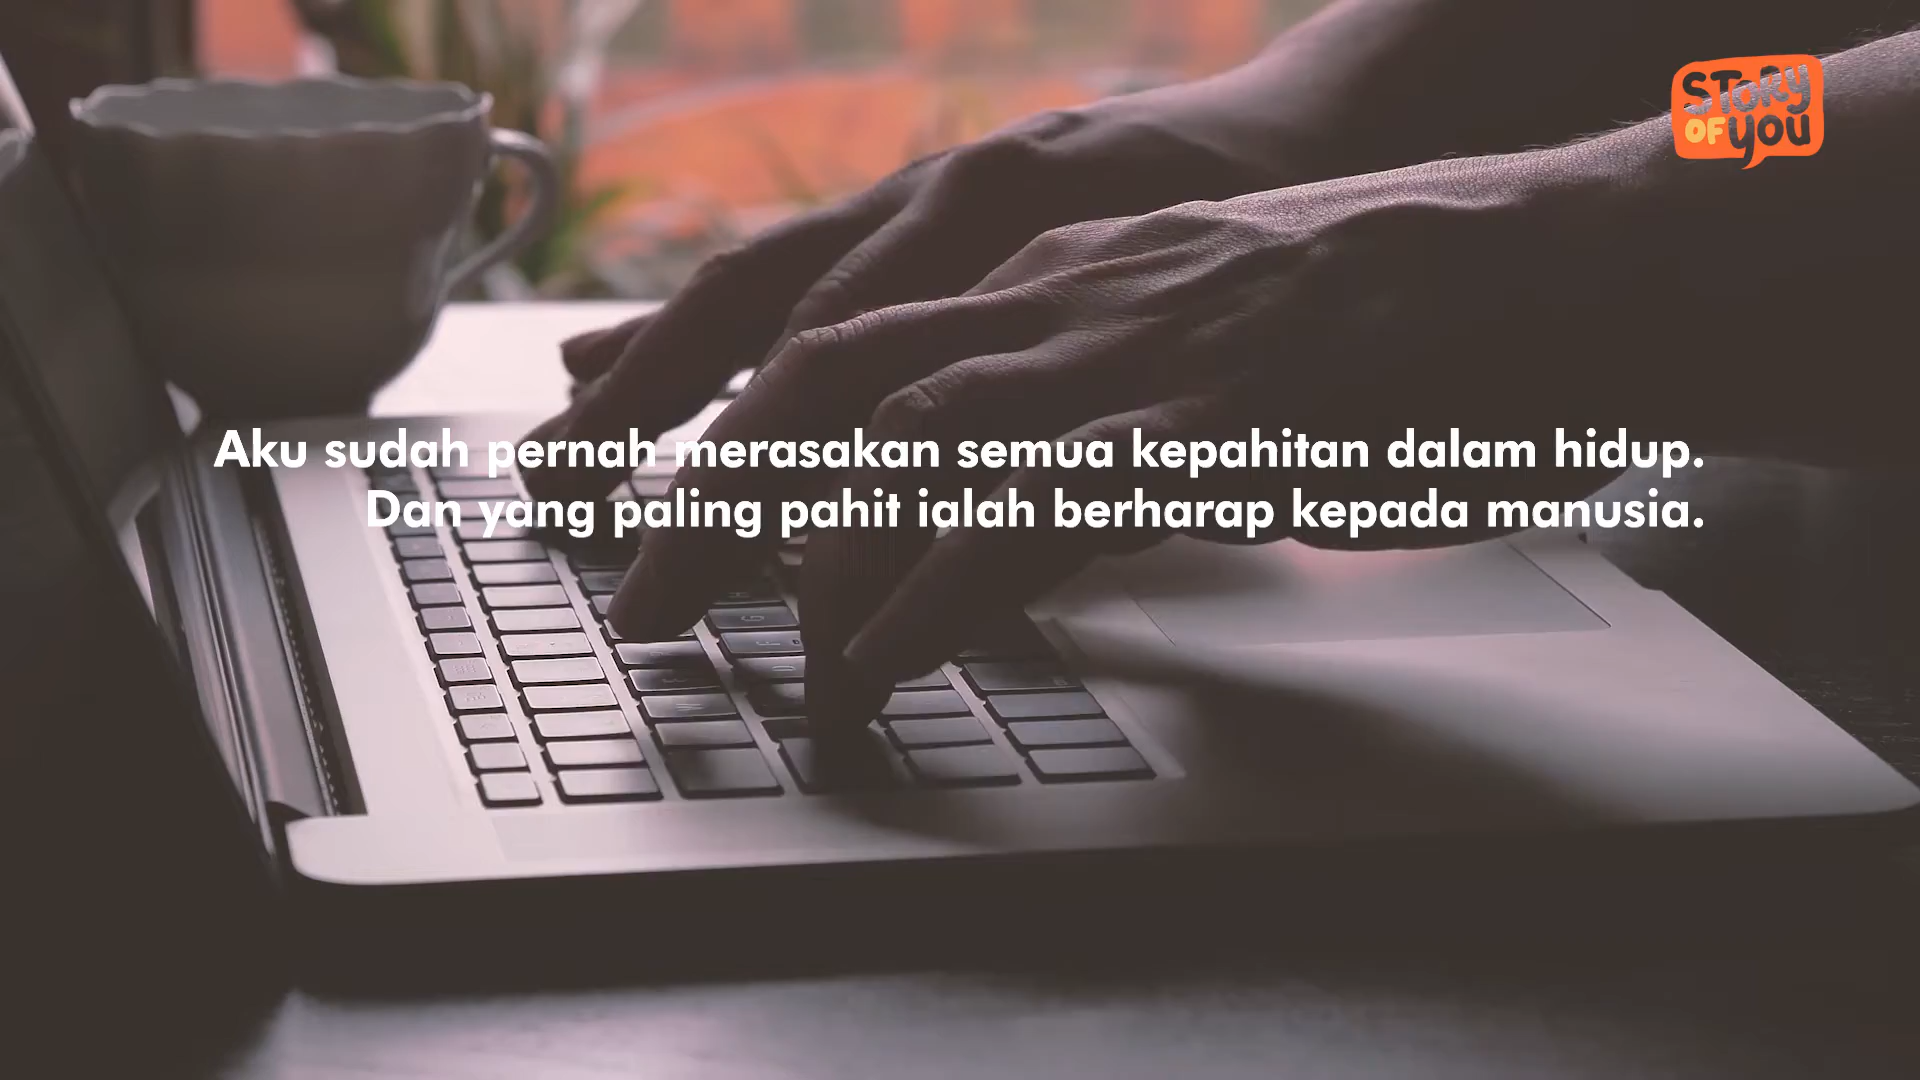 STORY
OF YOU
Aku sudah pernah merasakan semua kepahitan dalam hidup.
Dan yang paling pahit ialah berharap kepada manusia.